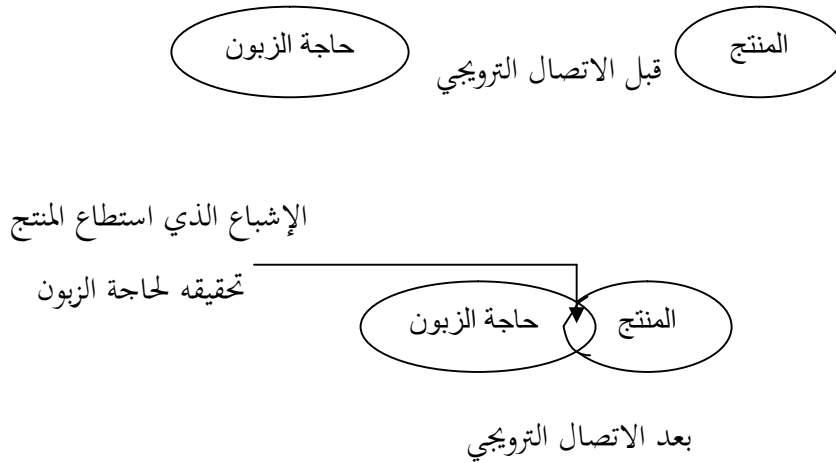 المنتج
حاجة الزبون
قبل الاتصال الترويجي
الإشباع الذي استطاع المنتج
تحقيقه لحاجة الزبون
المنتج
حاجة الزبون
بعد الاتصال الترويجي